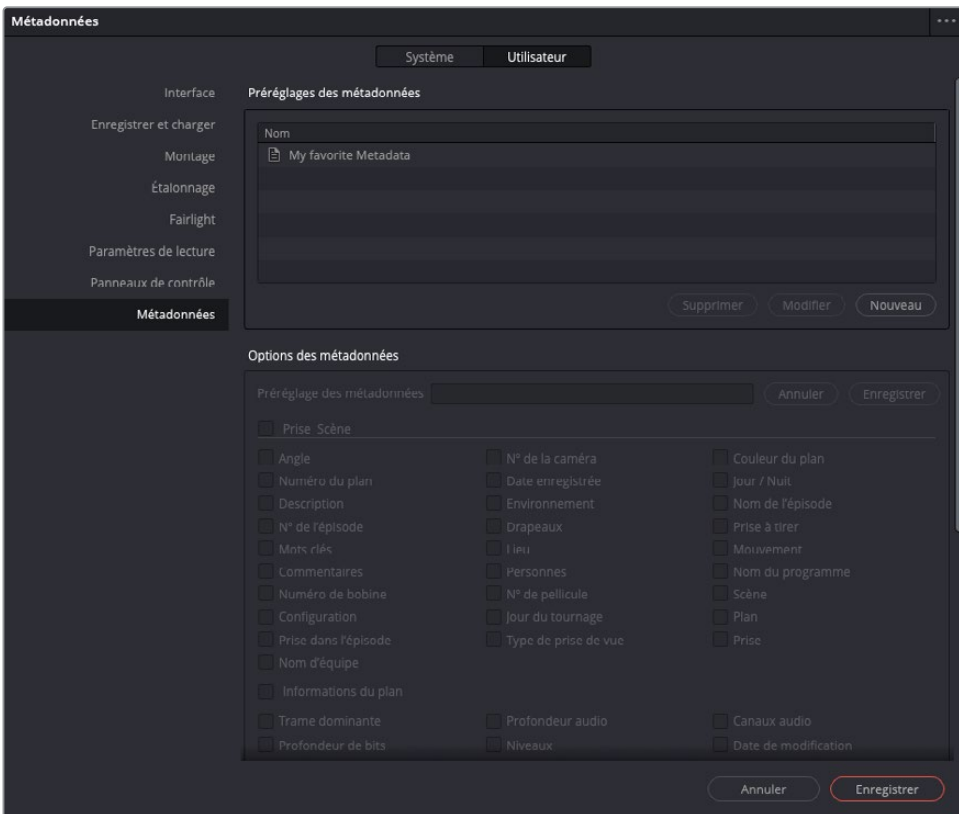 Métadonnées
Système Utilisateur
Interface
Enregistrer et charger
Montage
Étalonnage
Fairlight
Paramètres de lecture
Panneaux de contrôle
Métadonnées
Préréglages des métadonnées
Nom
My favorite Metadata
Supprimer Modifier Nouveau
Options des métadonnées
Préréglage des métadonnées Annuler Enregistrer
Prise Scène
Angle N° de la caméra Couleur du plan
Numéro du plan Date enregistrée Jour / Nuit
Description Environnement Nom de l'épisode
N° de l'épisode Drapeaux Prise à tirer
Mots clés Lieu Mouvement
Commentaires Personnes Nom du programme
Numéro de bobine N° de pellicule Scène
Configuration Jour du tournage Plan
Prise dans l'épisode Type de prise de vue Prise
Nom d'équipe
Informations du plan
Trame dominante Profondeur audio Canaux audio
Profondeur de bits Niveaux Date de modification
Annuler Enregistrer